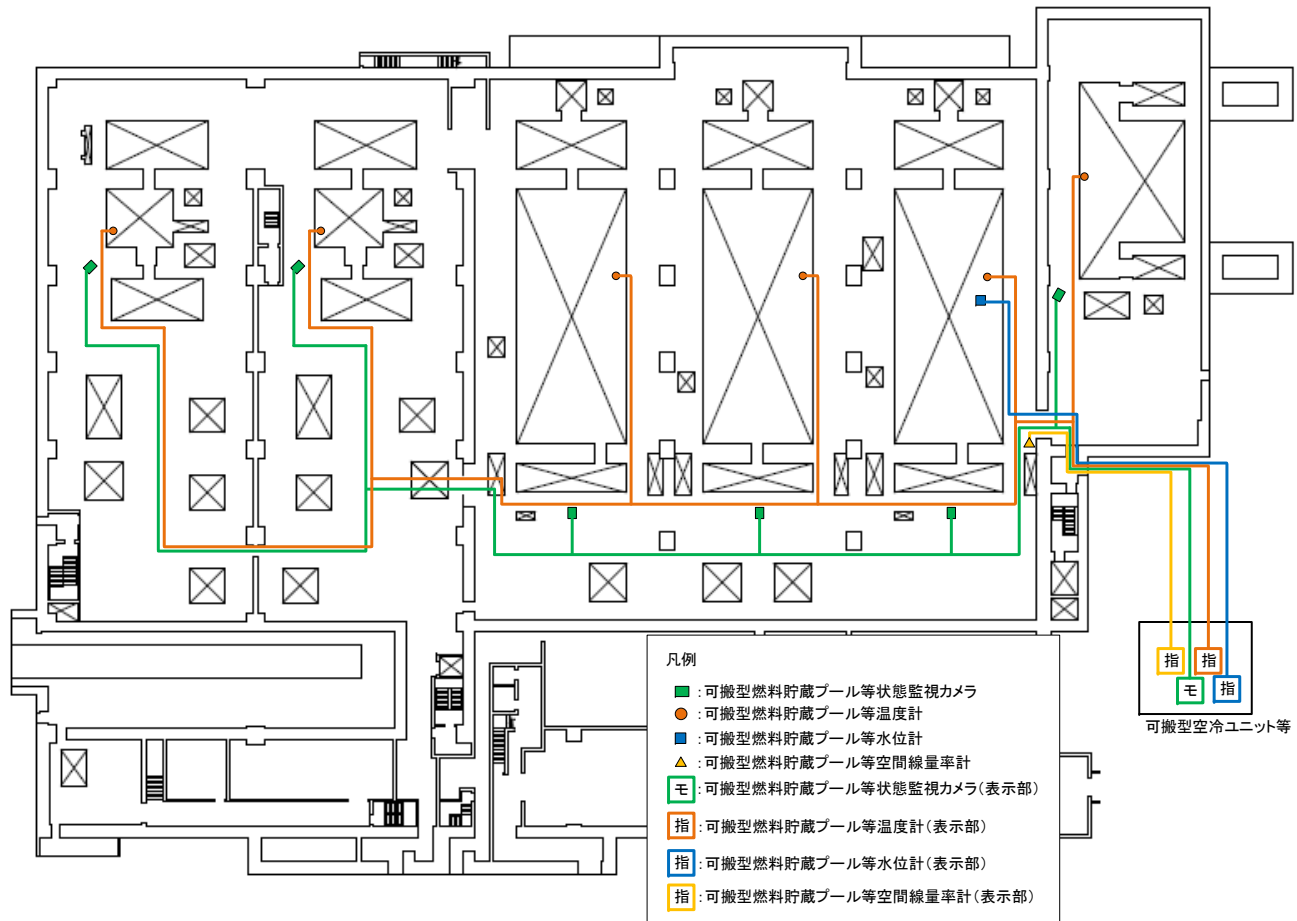 指 指
モ 指
可搬型空冷ユニット等
凡例
:可搬型燃料貯蔵プール等状態監視カメラ
:可搬型燃料貯蔵プール等温度計
:可搬型燃料貯蔵プール等水位計
:可搬型燃料貯蔵プール等空間線量率計
モ:可搬型燃料貯蔵プール等状態監視カメラ(表示部)
指:可搬型燃料貯蔵プール等温度計(表示部)
指:可搬型燃料貯蔵プール等水位計(表示部)
指:可搬型燃料貯蔵プール等空間線量率計(表示部)